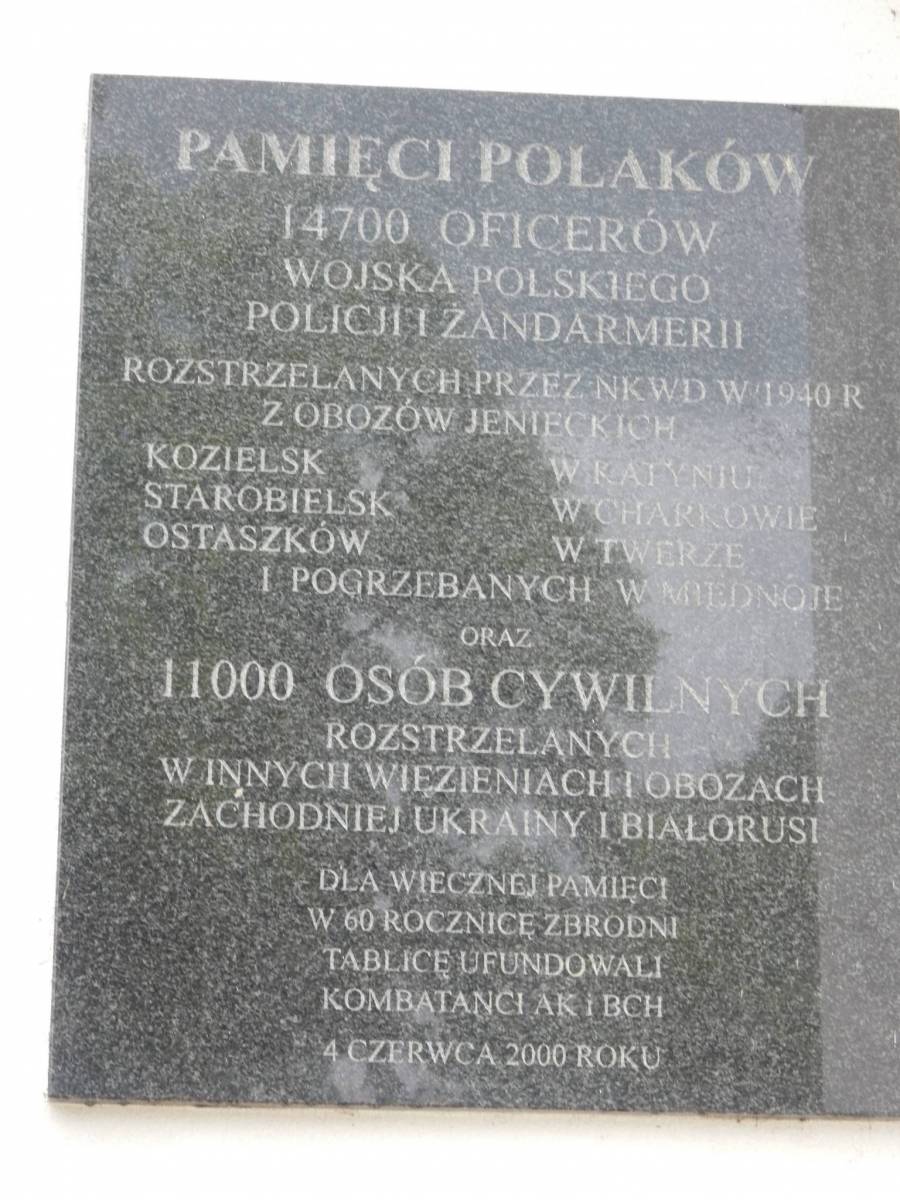 PAMIĘCI POLAKÓW
14700 OFICERÓW
WOJSKA POLSKIEGO
POLICJI I ŻANDARMERII
ROZSTRZELANYCH PRZEZ NKWD W 1940 R
Z OBOZÓW JENIECKICH
KOZIELSK W KATYNIU
STAROBIELSK W CHARKOWIE
OSTASZKÓW W TWERZE
I POGRZEBANYCH W MIEDNOJE
ORAZ
11000 OSÓB CYWILNYCH
ROZSTRZELANYCH
W INNYCH WIĘZIENIACH I OBOZACH
ZACHODNIEJ UKRAINY I BIAŁORUSI
DLA WIECZNEJ PAMIĘCI
W 60 ROCZNICĘ ZBRODNI
TABLICĘ UFUNDOWALI
KOMBATANCI AK i BCH
4 CZERWCA 2000 ROKU